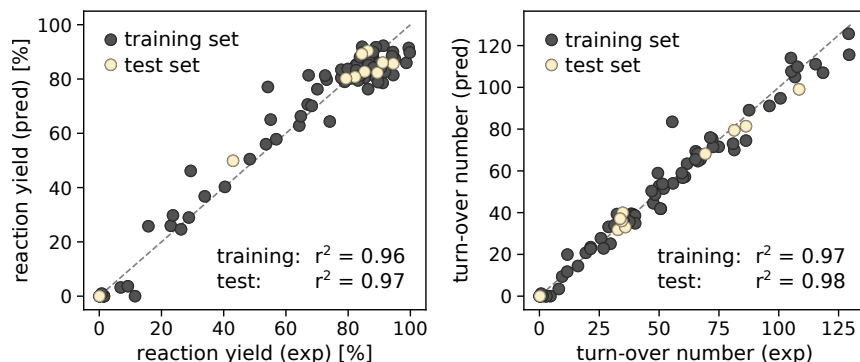 reaction yield (pred) [%]
100
80
60
40
20
0
training set
test set
training: r² = 0.96
test: r² = 0.97
0 20 40 60 80 100
reaction yield (exp) [%]
turn-over number (pred)
120
100
80
60
40
20
0
training set
test set
training: r² = 0.97
test: r² = 0.98
0 25 50 75 100 125
turn-over number (exp)